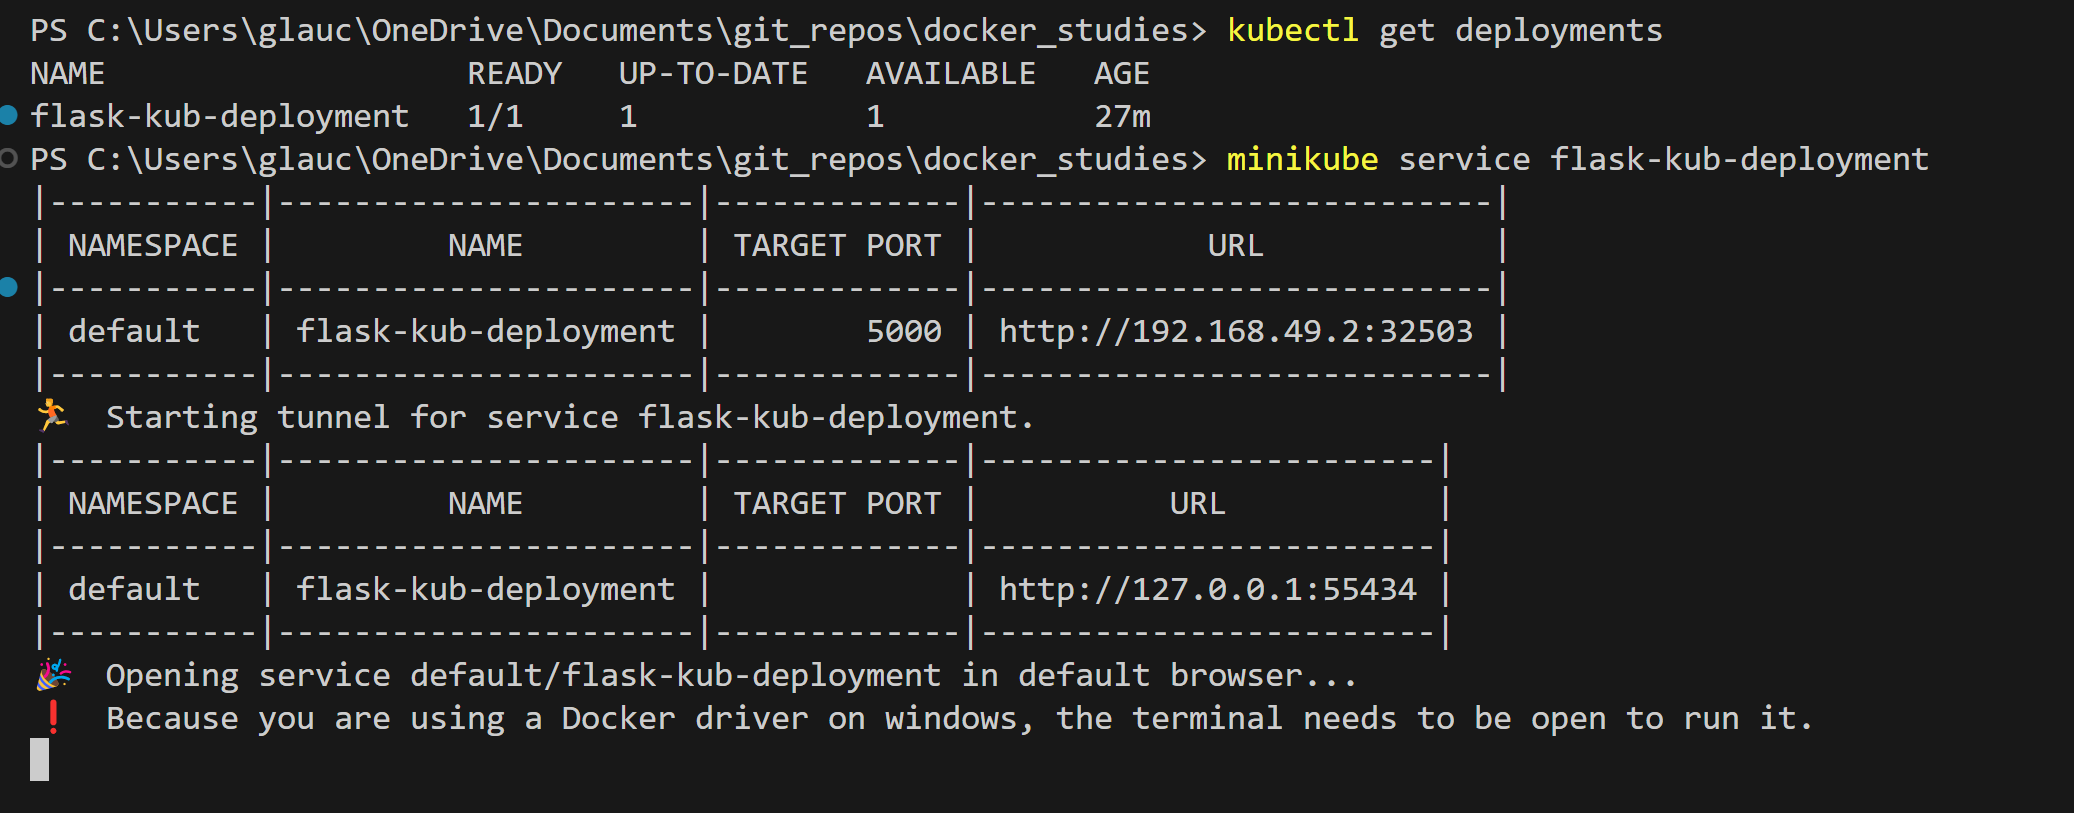 PS C:\Users\glauc\OneDrive\Documents\git_repos\docker_studies> kubectl get deployments
NAME                   READY   UP-TO-DATE   AVAILABLE   AGE
flask-kub-deployment   1/1     1            1           27m
PS C:\Users\glauc\OneDrive\Documents\git_repos\docker_studies> minikube service flask-kub-deployment
|-----------|----------------------|-------------|---------------------------|
| NAMESPACE |         NAME         | TARGET PORT |            URL            |
|-----------|----------------------|-------------|---------------------------|
| default   | flask-kub-deployment |        5000 | http://192.168.49.2:32503 |
|-----------|----------------------|-------------|---------------------------|
🏃  Starting tunnel for service flask-kub-deployment.
|-----------|----------------------|-------------|------------------------|
| NAMESPACE |         NAME         | TARGET PORT |          URL           |
|-----------|----------------------|-------------|------------------------|
| default   | flask-kub-deployment |             | http://127.0.0.1:55434 |
|-----------|----------------------|-------------|------------------------|
🎉  Opening service default/flask-kub-deployment in default browser...
❗  Because you are using a Docker driver on windows, the terminal needs to be open to run it.